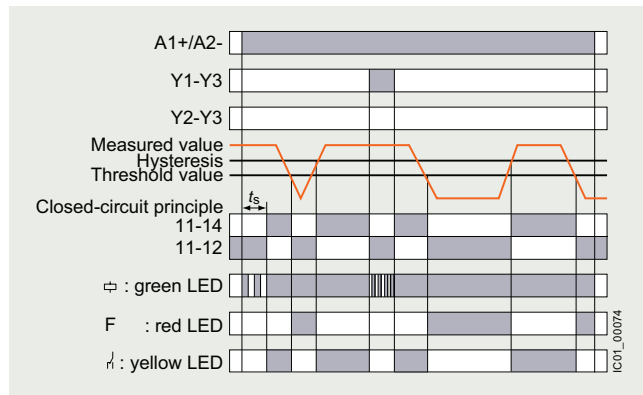 A1+/A2-
Y1-Y3
Y2-Y3
Measured value
Hysteresis
Threshold value
ts
Closed-circuit principle
11-14
11-12
: green LED
F : red LED
: yellow LED
IC01_00074